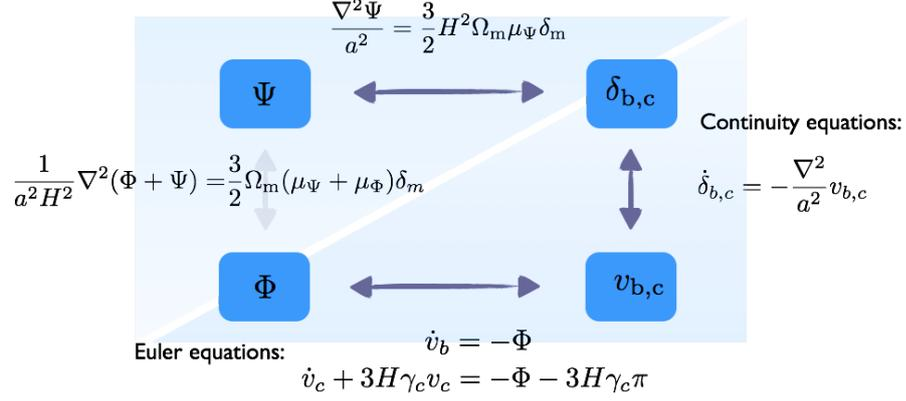 ∇²Ψ/a² = 3/2 H²Ω_m μ_Ψ δ_m
Ψ
δ_b,c
Continuity equations:
1/(a²H²) ∇²(Φ + Ψ) = 3/2 Ω_m(μ_Ψ + μ_Φ)δ_m
δ̇_b,c = −∇²/a² v_b,c
Φ
v_b,c
Euler equations:
v̇_b = −Φ
v̇_c + 3Hγ_c v_c = −Φ − 3Hγ_c π